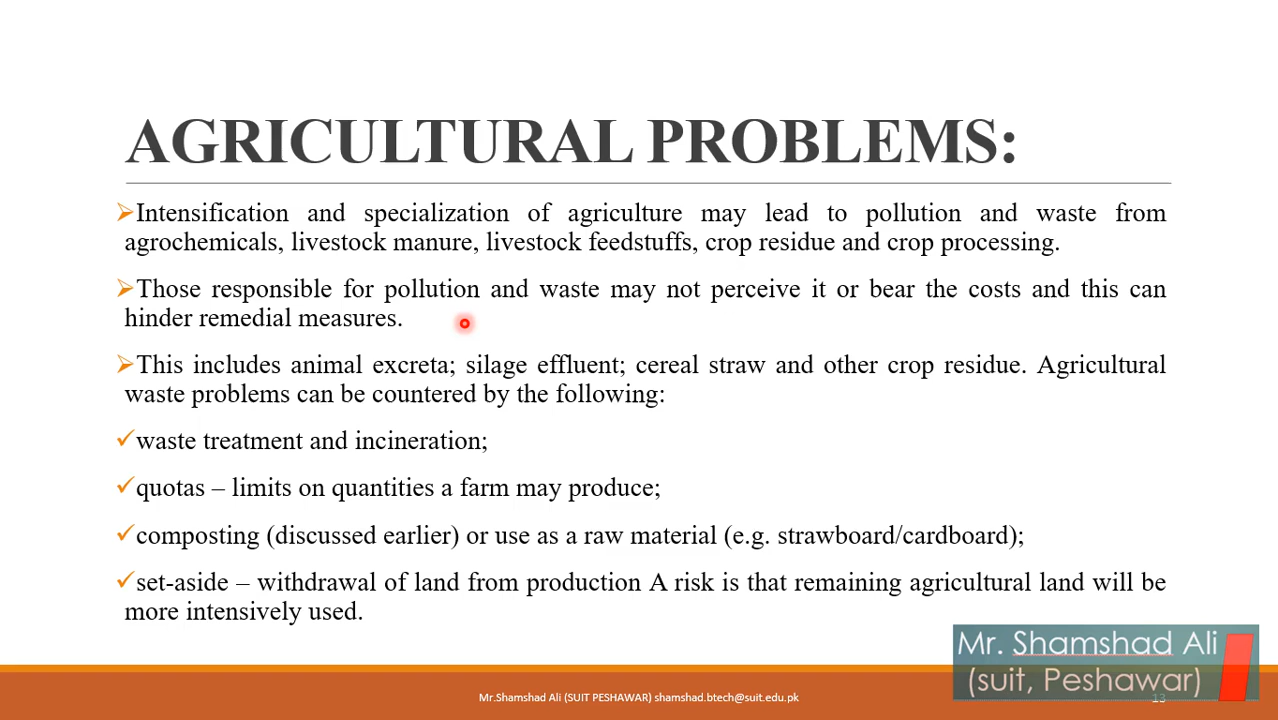 AGRICULTURAL PROBLEMS:
Intensification and specialization of agriculture may lead to pollution and waste from
agrochemicals, livestock manure, livestock feedstuffs, crop residue and crop processing.
Those responsible for pollution and waste may not perceive it or bear the costs and this can
hinder remedial measures.
This includes animal excreta; silage effluent; cereal straw and other crop residue. Agricultural
waste problems can be countered by the following:
waste treatment and incineration;
quotas – limits on quantities a farm may produce;
composting (discussed earlier) or use as a raw material (e.g. strawboard/cardboard);
set-aside – withdrawal of land from production A risk is that remaining agricultural land will be
more intensively used.
Mr. Shamshad Ali
(suit, Peshawar)
Mr.Shamshad Ali (SUIT PESHAWAR) shamshad.btech@suit.edu.pk
13